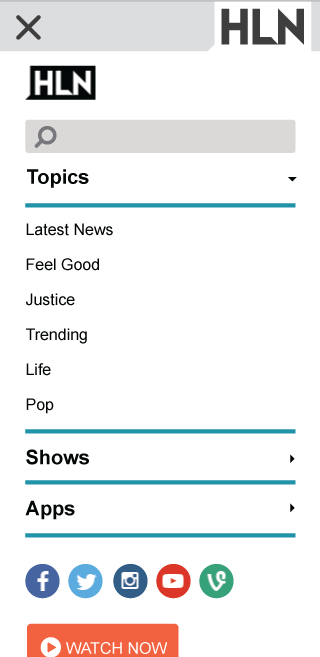 HLN
HLN
Topics
Latest News
Feel Good
Justice
Trending
Life
Pop
Shows
Apps
WATCH NOW